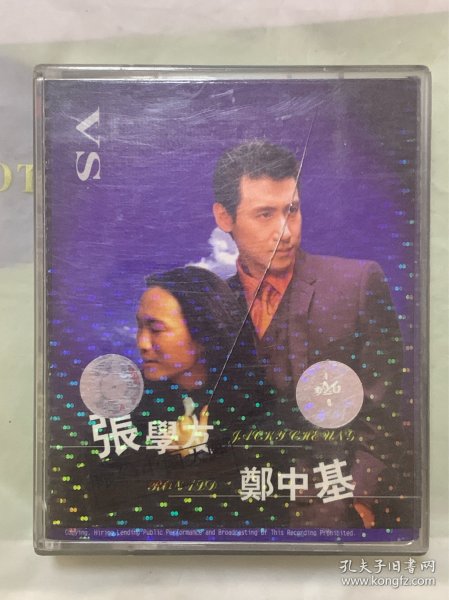 VS
張學友
JACKY CHEUNG
RONALD
鄭中基
Copying, Hiring Lending Public Performance and Broadcasting Of This Recording Prohibited.
孔夫子旧书网
www.kongfz.com